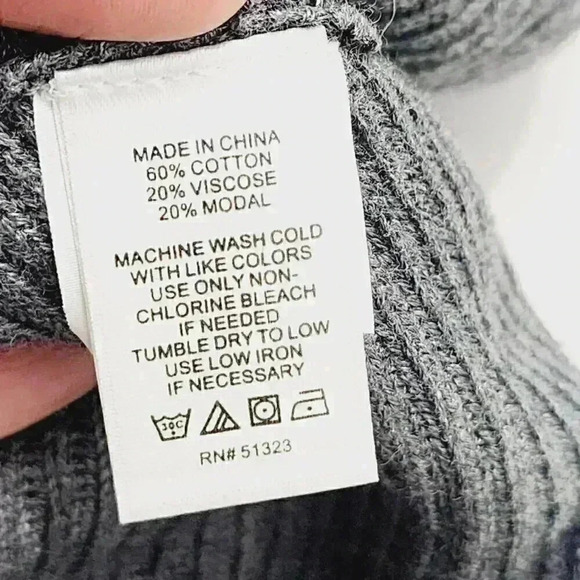 MADE IN CHINA
60% COTTON
20% VISCOSE
20% MODAL
MACHINE WASH COLD
WITH LIKE COLORS
USE ONLY NON-
CHLORINE BLEACH
IF NEEDED
TUMBLE DRY TO LOW
USE LOW IRON
IF NECESSARY
30C
RN# 51323